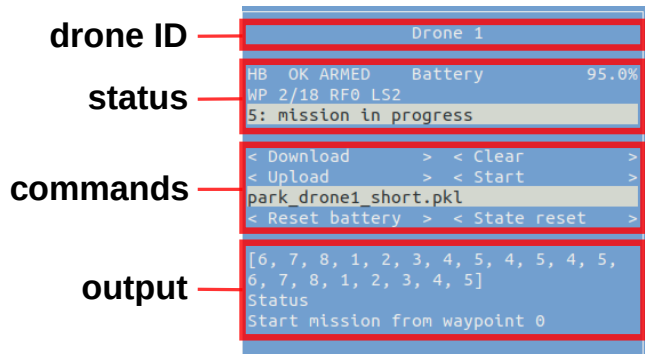 drone ID
Drone 1
status
HB OK ARMED Battery 95.0%
WP 2/18 RF0 LS2
5: mission in progress
commands
< Download > < Clear >
< Upload > < Start >
park_drone1_short.pkl
< Reset battery > < State reset >
output
[6, 7, 8, 1, 2, 3, 4, 5, 4, 5, 4, 5,
6, 7, 8, 1, 2, 3, 4, 5]
Status
Start mission from waypoint 0